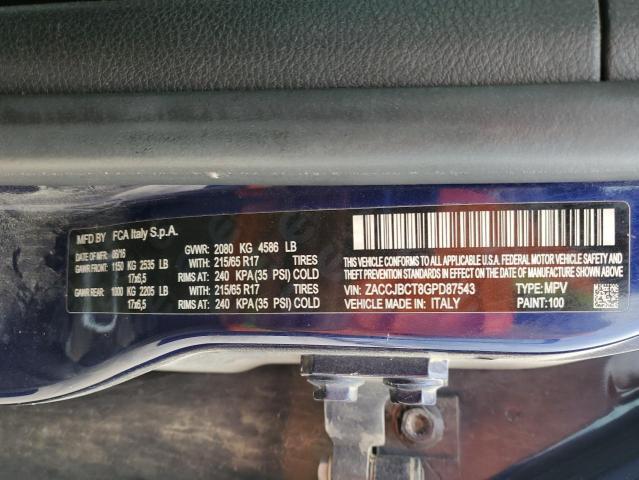 MFD BY FCA Italy S.p.A.
DATE OF MFR: 06/16 GVWR: 2080 KG 4586 LB
GAWR FRONT: 1150 KG 2535 LB WITH: 215/65 R17 TIRES
17x6,5 RIMS AT: 240 KPA(35 PSI) COLD
GAWR REAR: 1000 KG 2205 LB WITH: 215/65 R17 TIRES
17x6,5 RIMS AT: 240 KPA(35 PSI) COLD
THIS VEHICLE CONFORMS TO ALL APPLICABLE U.S.A. FEDERAL MOTOR VEHICLE SAFETY
AND THEFT PREVENTION STANDARDS IN EFFECT ON THE DATE OF MANUFACTURE SHOWN ABOVE
VIN: ZACCJBCT8GPD87543 TYPE: MPV
VEHICLE MADE IN: ITALY PAINT: 100